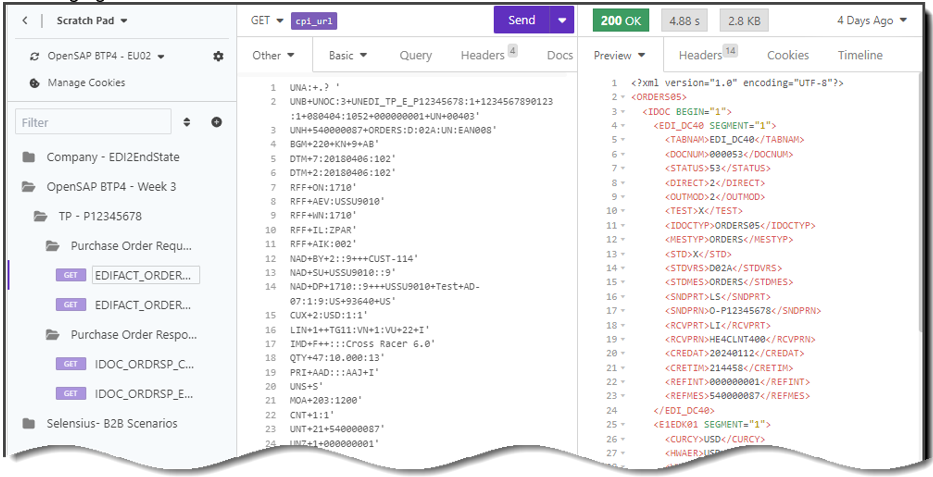 Scratch Pad
OpenSAP BTP4 - EU02
Manage Cookies
Filter
Company - EDI2EndState
OpenSAP BTP4 - Week 3
TP - P12345678
Purchase Order Requ...
GET EDIFACT_ORDER...
GET EDIFACT_ORDER...
Purchase Order Respo...
GET IDOC_ORDRSP_C...
GET IDOC_ORDRSP_E...
Selensius- B2B Scenarios
GET cpi_url Send
Other Basic Query Headers 4 Docs
1 UNA:+.? '
2 UNB+UNOC:3+UNEDI_TP_E_P12345678:1+1234567890123
:1+080404:1052+000000001+UN+00403'
3 UNH+540000087+ORDERS:D:02A:UN:EAN008'
4 BGM+220+KN+9+AB'
5 DTM+7:20180406:102'
6 DTM+2:20180406:102'
7 RFF+ON:1710'
8 RFF+AEV:USSU9010'
9 RFF+WN:1710'
10 RFF+IL:ZPAR'
11 RFF+AIK:002'
12 NAD+BY+2::9+++CUST-114'
13 NAD+SU+USSU9010::9'
14 NAD+DP+1710::9+++USSU9010+Test+AD-
07:1:9:US+93640+US'
15 CUX+2:USD:1:1'
16 LIN+1++TG11:VN+1:VU+22+I'
17 IMD+F++:::Cross Racer 6.0'
18 QTY+47:10.000:13'
19 PRI+AAD:::AAJ+I'
20 UNS+S'
21 MOA+203:1200'
22 CNT+1:1'
23 UNT+21+540000087'
24 UNZ+1+000000001'
200 OK 4.88 s 2.8 KB 4 Days Ago
Preview Headers 14 Cookies Timeline
1 <?xml version="1.0" encoding="UTF-8"?>
2 <ORDERS05>
3 <IDOC BEGIN="1">
4 <EDI_DC40 SEGMENT="1">
5 <TABNAM>EDI_DC40</TABNAM>
6 <DOCNUM>000053</DOCNUM>
7 <STATUS>53</STATUS>
8 <DIRECT>2</DIRECT>
9 <OUTMOD>2</OUTMOD>
10 <TEST>X</TEST>
11 <IDOCTYP>ORDERS05</IDOCTYP>
12 <MESTYP>ORDERS</MESTYP>
13 <STD>X</STD>
14 <STDVRS>D02A</STDVRS>
15 <STDMES>ORDERS</STDMES>
16 <SNDPRT>LS</SNDPRT>
17 <SNDPRN>O-P12345678</SNDPRN>
18 <RCVPRT>LI</RCVPRT>
19 <RCVPRN>HE4CLNT400</RCVPRN>
20 <CREDAT>20240112</CREDAT>
21 <CRETIM>214458</CRETIM>
22 <REFINT>000000001</REFINT>
23 <REFMES>540000087</REFMES>
24 </EDI_DC40>
25 <E1EDK01 SEGMENT="1">
26 <CURCY>USD</CURCY>
27 <HWAER>